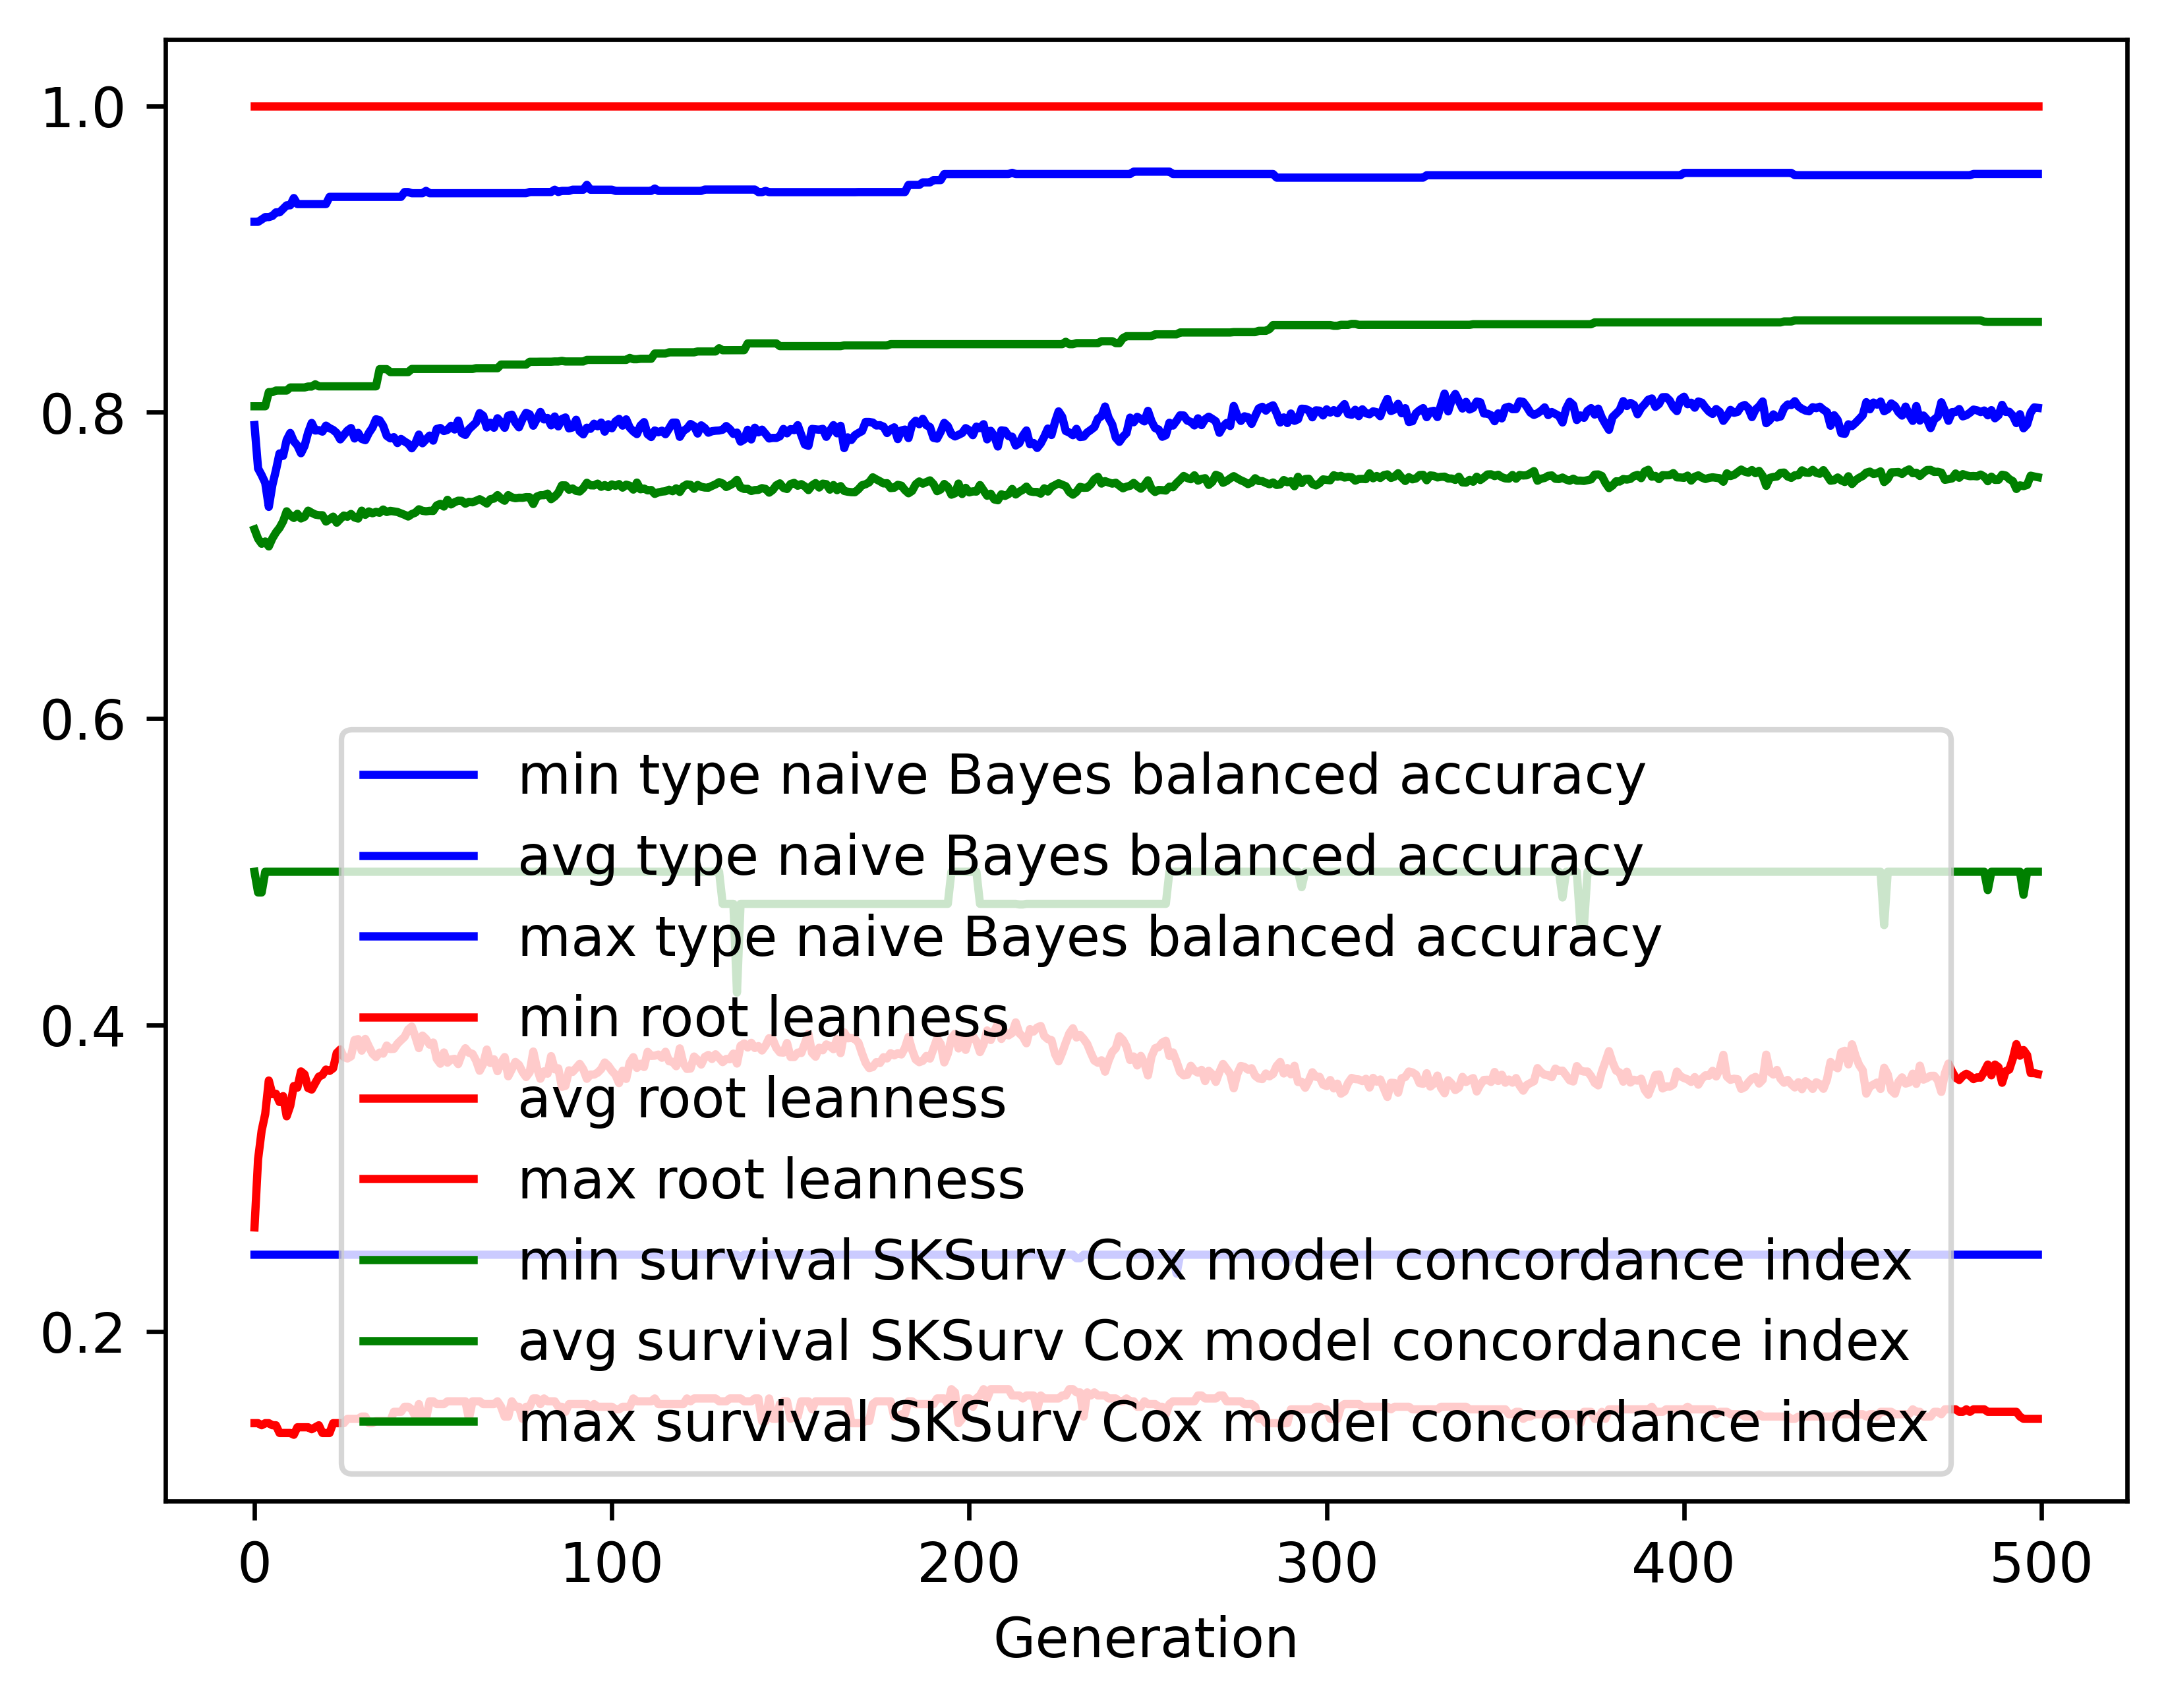 1.0
0.8
0.6
0.4
0.2
min type naive Bayes balanced accuracy
avg type naive Bayes balanced accuracy
max type naive Bayes balanced accuracy
min root leanness
avg root leanness
max root leanness
min survival SKSurv Cox model concordance index
avg survival SKSurv Cox model concordance index
max survival SKSurv Cox model concordance index
0 100 200 300 400 500
Generation